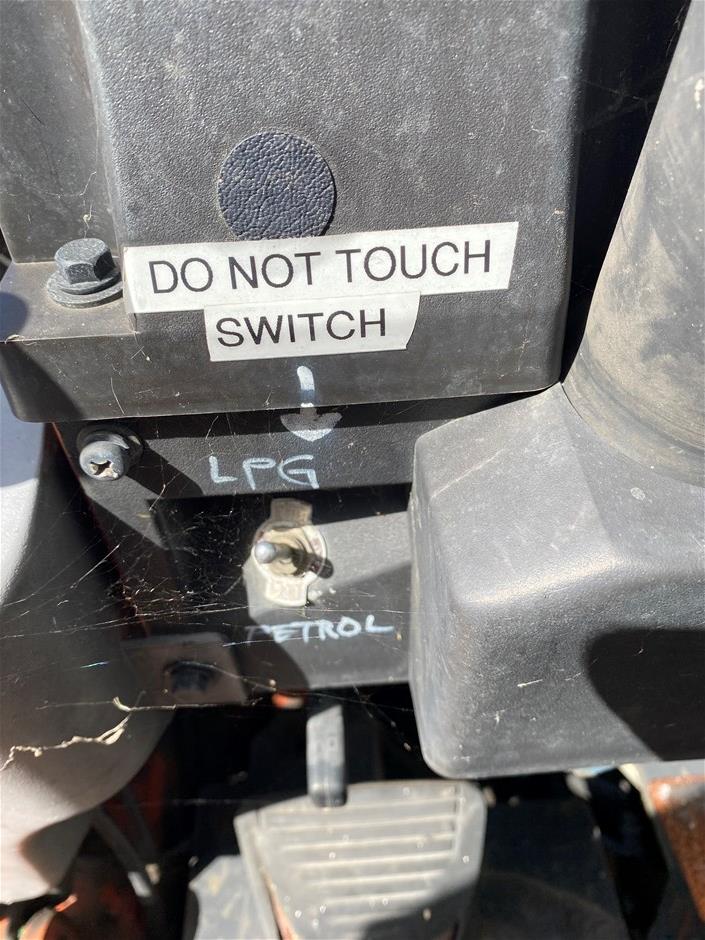 DO NOT TOUCH
SWITCH
LPG
PETROL